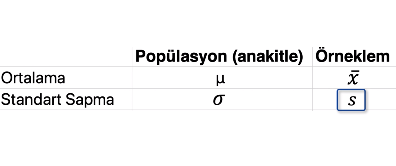 Popülasyon (anakitle) Örneklem
Ortalama μ x̄
Standart Sapma σ s